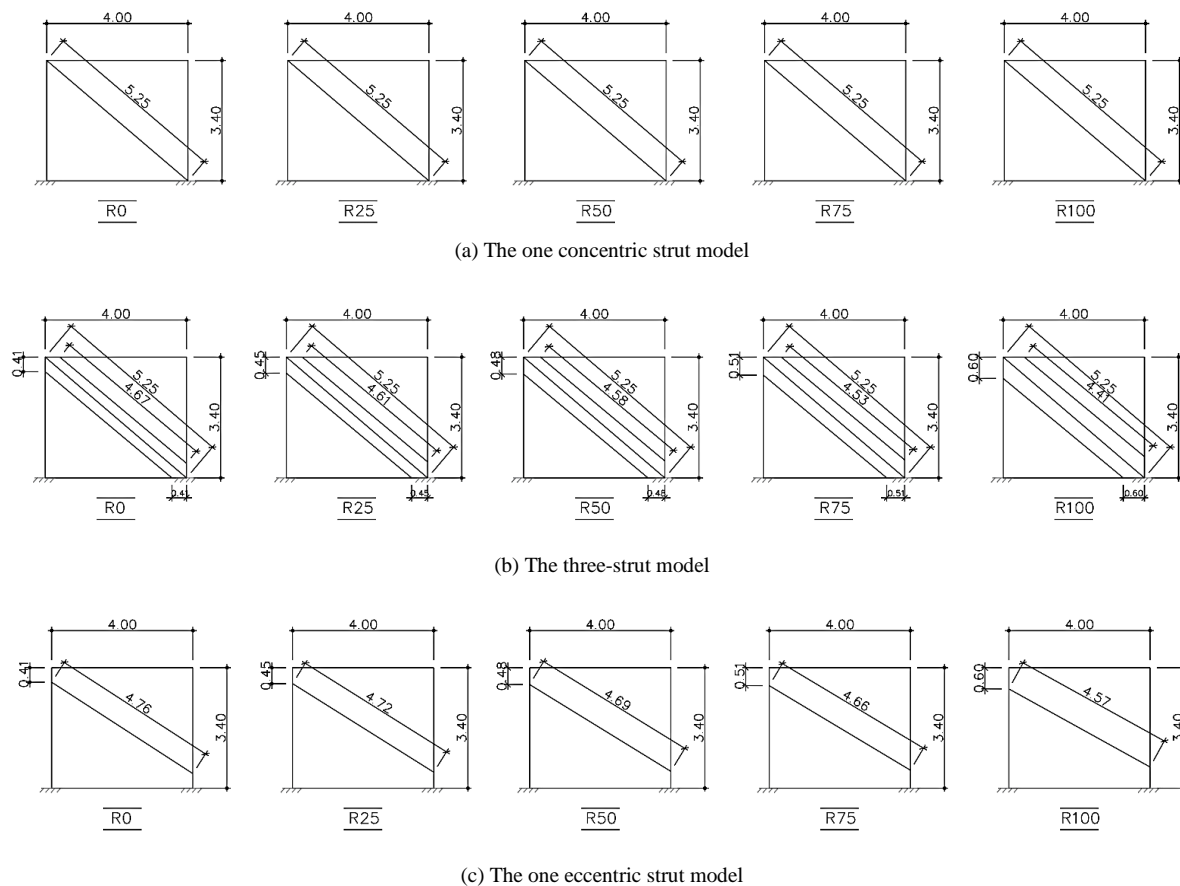 4.00 4.00 4.00 4.00 4.00
5.25 5.25 5.25 5.25 5.25
3.40 3.40 3.40 3.40 3.40
R0 R25 R50 R75 R100
(a) The one concentric strut model
4.00 4.00 4.00 4.00 4.00
0.41 0.45 0.48 0.51 0.60
5.25 5.25 5.25 5.25 5.25
4.67 4.61 4.58 4.53 4.41
3.40 3.40 3.40 3.40 3.40
0.41 0.45 0.48 0.51 0.60
R0 R25 R50 R75 R100
(b) The three-strut model
4.00 4.00 4.00 4.00 4.00
0.41 0.45 0.48 0.51 0.60
4.76 4.72 4.69 4.66 4.57
3.40 3.40 3.40 3.40 3.40
R0 R25 R50 R75 R100
(c) The one eccentric strut model